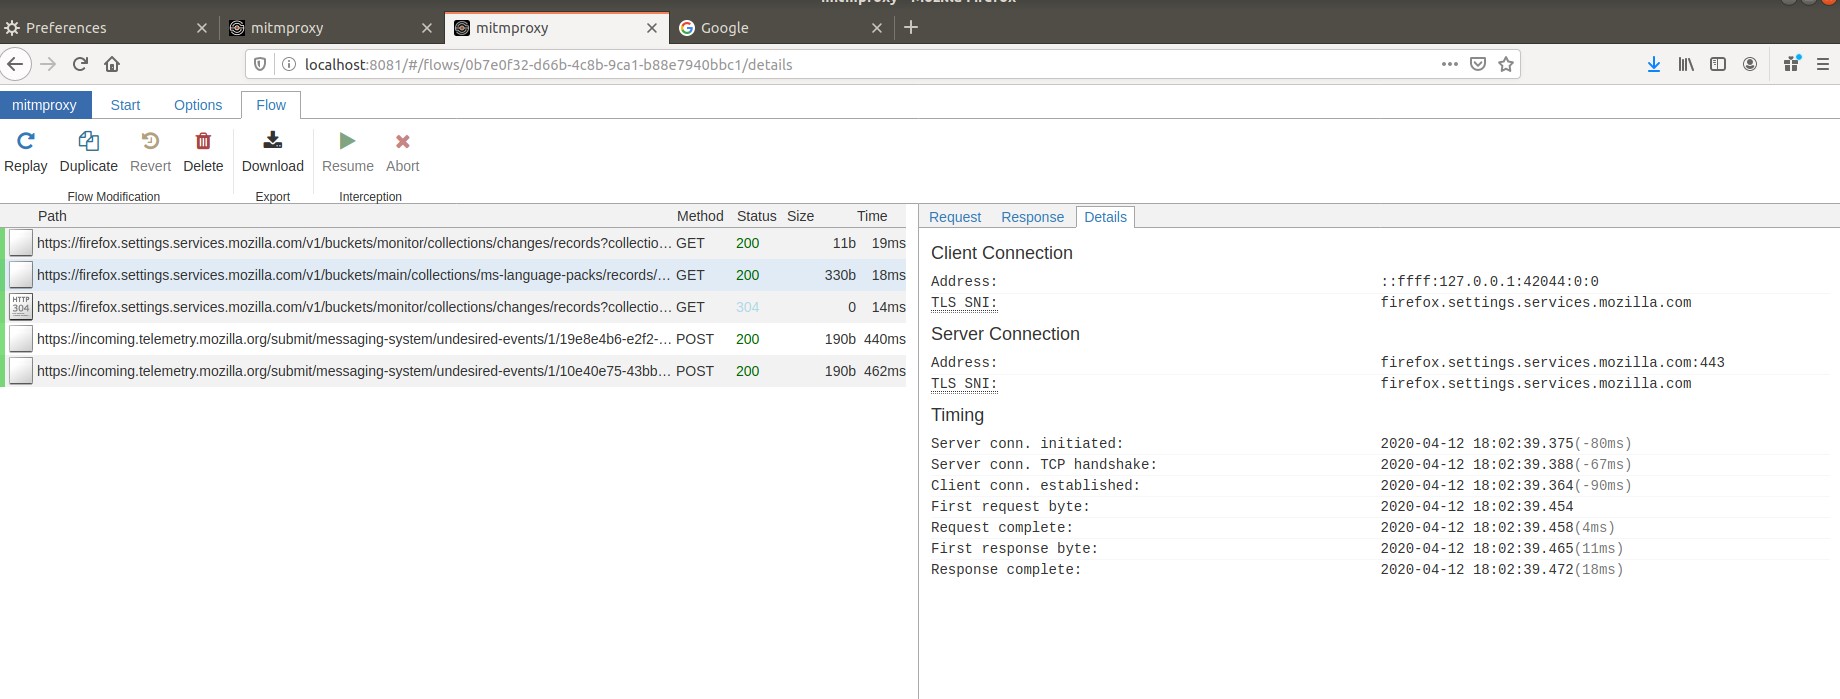 mitmproxy - Mozilla Firefox
Preferences mitmproxy mitmproxy Google
localhost:8081/#/flows/0b7e0f32-d66b-4c8b-9ca1-b88e7940bbc1/details
mitmproxy Start Options Flow
Replay Duplicate Revert Delete Download Resume Abort
Flow Modification Export Interception
Path Method Status Size Time
https://firefox.settings.services.mozilla.com/v1/buckets/monitor/collections/changes/records?collectio… GET 200 11b 19ms
https://firefox.settings.services.mozilla.com/v1/buckets/main/collections/ms-language-packs/records/… GET 200 330b 18ms
HTTP 304 https://firefox.settings.services.mozilla.com/v1/buckets/monitor/collections/changes/records?collectio… GET 304 0 14ms
https://incoming.telemetry.mozilla.org/submit/messaging-system/undesired-events/1/19e8e4b6-e2f2-… POST 200 190b 440ms
https://incoming.telemetry.mozilla.org/submit/messaging-system/undesired-events/1/10e40e75-43bb… POST 200 190b 462ms
Request Response Details
Client Connection
Address: ::ffff:127.0.0.1:42044:0:0
TLS SNI: firefox.settings.services.mozilla.com
Server Connection
Address: firefox.settings.services.mozilla.com:443
TLS SNI: firefox.settings.services.mozilla.com
Timing
Server conn. initiated: 2020-04-12 18:02:39.375(-80ms)
Server conn. TCP handshake: 2020-04-12 18:02:39.388(-67ms)
Client conn. established: 2020-04-12 18:02:39.364(-90ms)
First request byte: 2020-04-12 18:02:39.454
Request complete: 2020-04-12 18:02:39.458(4ms)
First response byte: 2020-04-12 18:02:39.465(11ms)
Response complete: 2020-04-12 18:02:39.472(18ms)